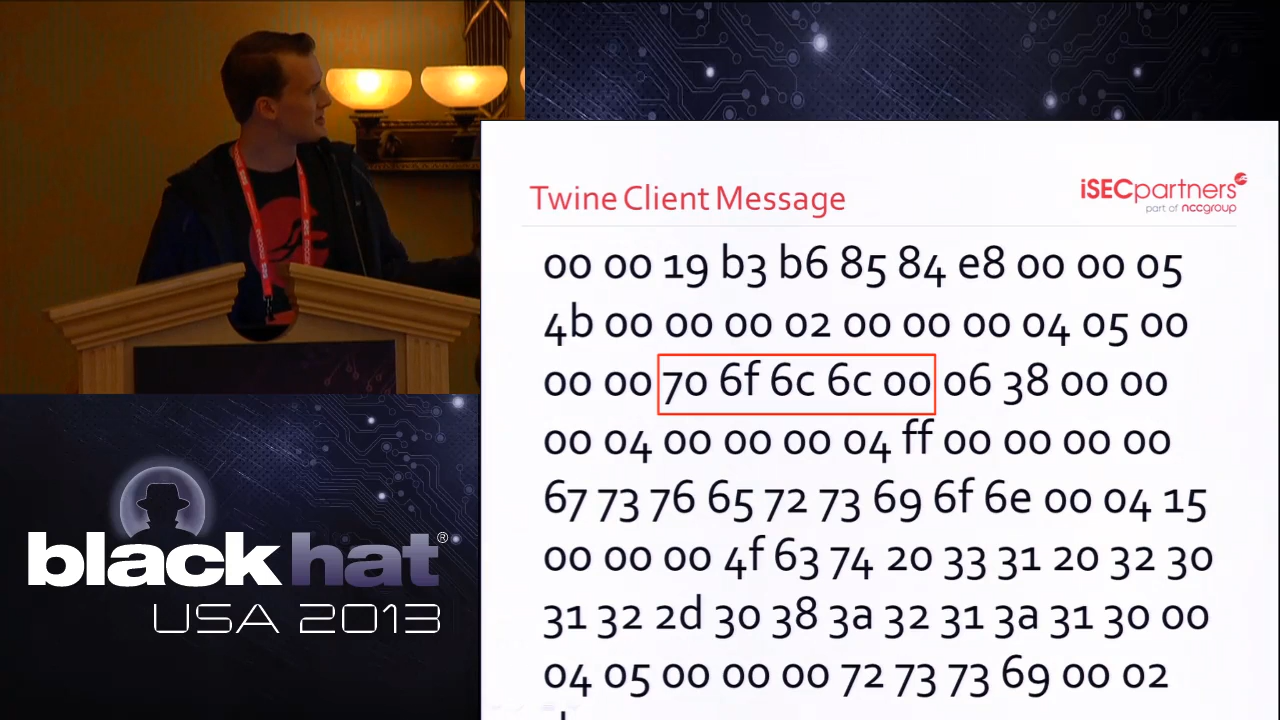 Twine Client Message
iSECpartners
part of nccgroup
00 00 19 b3 b6 85 84 e8 00 00 05
4b 00 00 00 02 00 00 00 04 05 00
00 00 70 6f 6c 6c 00 06 38 00 00
00 04 00 00 00 04 ff 00 00 00 00
67 73 76 65 72 73 69 6f 6e 00 04 15
00 00 00 4f 63 74 20 33 31 20 32 30
31 32 2d 30 38 3a 32 31 3a 31 30 00
04 05 00 00 00 72 73 73 69 00 02
black hat®
USA 2013